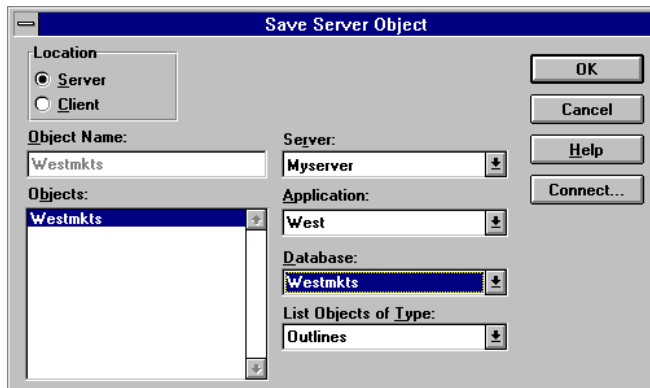 Save Server Object
Location
Server
Client
OK
Cancel
Help
Connect...
Object Name:
Westmkts
Objects:
Westmkts
Server:
Myserver
Application:
West
Database:
Westmkts
List Objects of Type:
Outlines